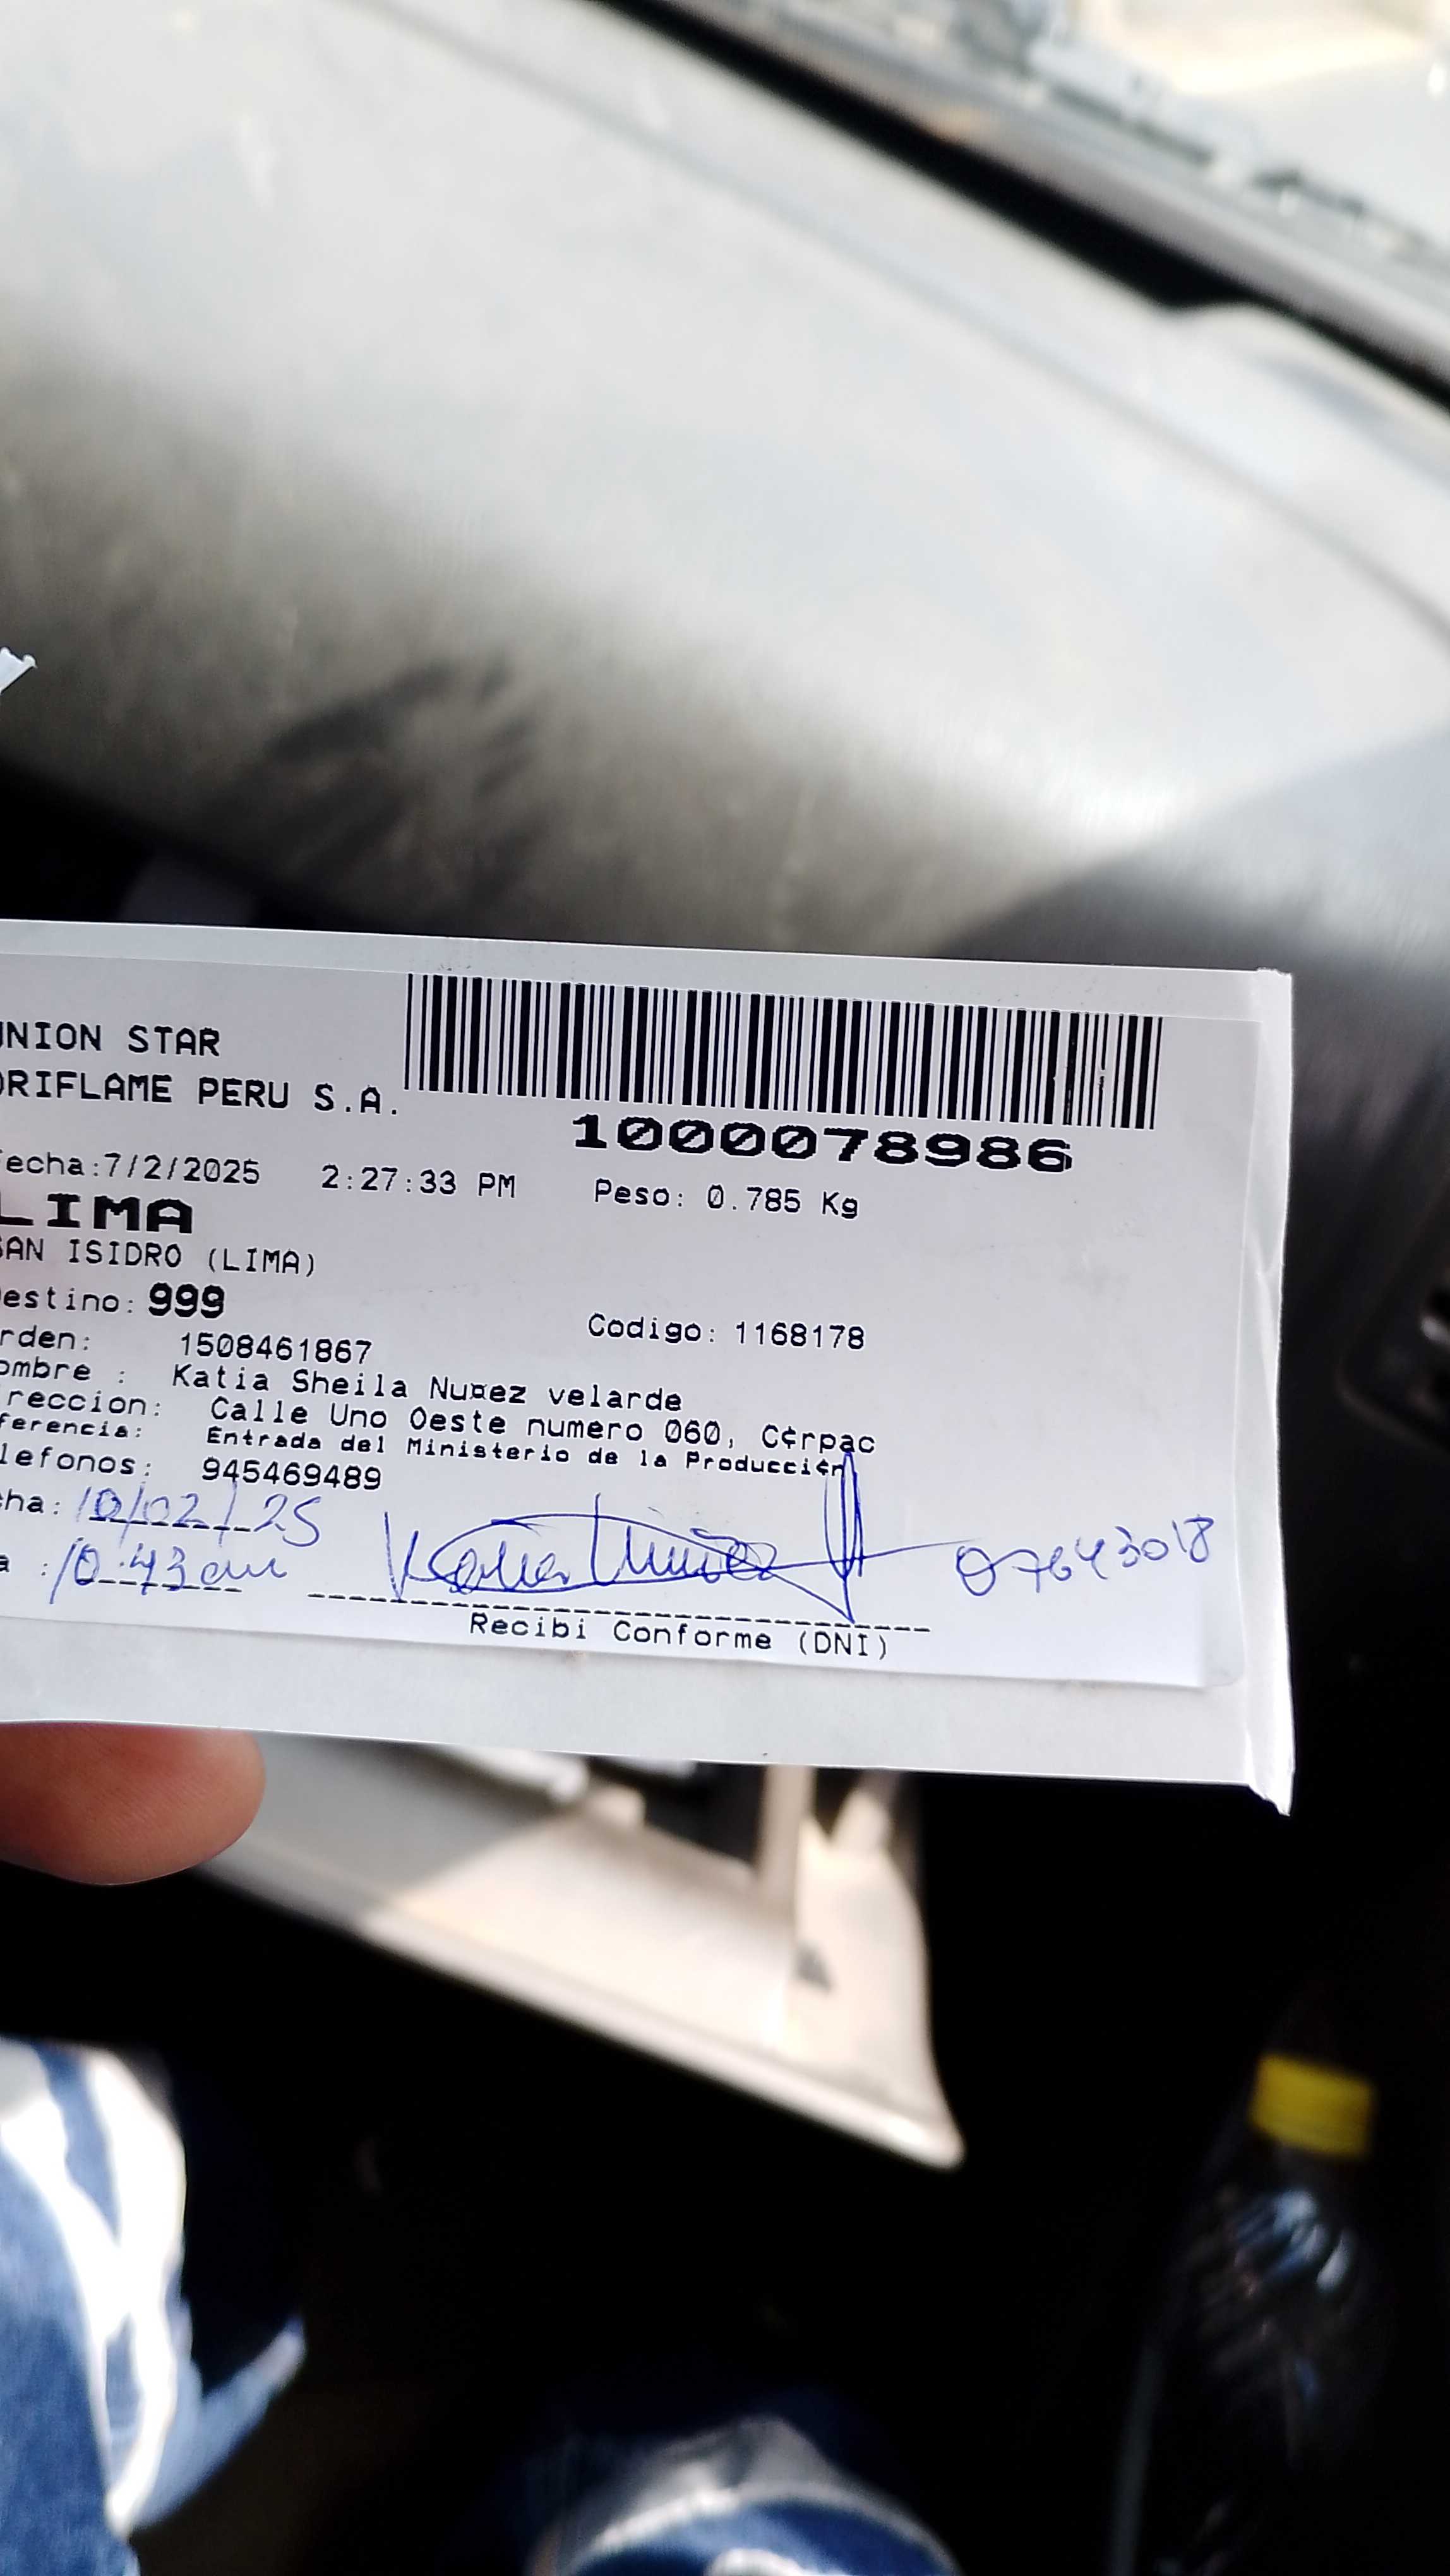 NION STAR
ORIFLAME PERU S.A.
1000078986
echa:7/2/2025 2:27:33 PM Peso: 0.785 Kg
LIMA
SAN ISIDRO (LIMA)
estino: 999
rden: 1508461867 Codigo: 1168178
ombre : Katia Sheila Nu¤ez velarde
reccion: Calle Uno Oeste numero 060, C¢rpac
ferencia: Entrada del Ministerio de la Producci¢n
lefonos: 945469489
cha: 10/02/25
a : 10:43 am 07643018
Recibi Conforme (DNI)